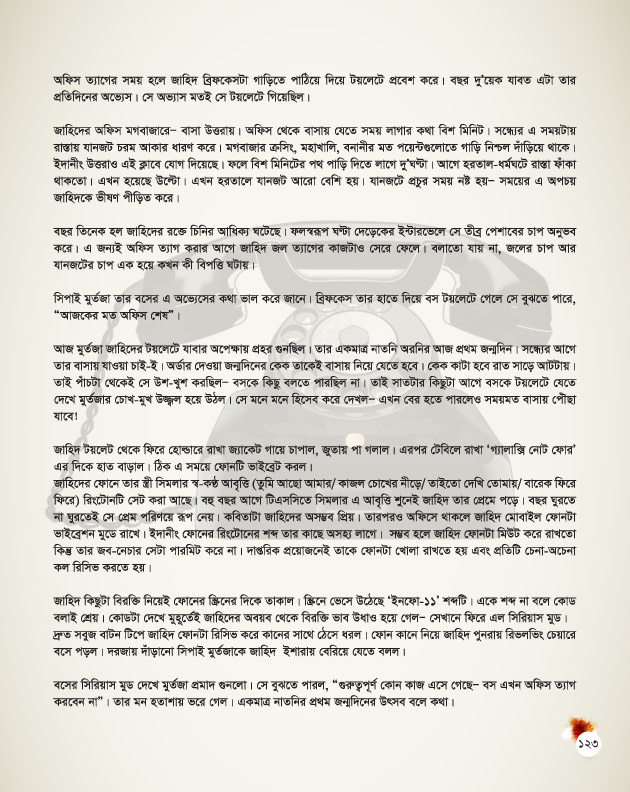 অফিস ত্যাগের সময় হলে জাহিদ ব্রিফকেসটা গাড়িতে পাঠিয়ে দিয়ে টয়লেটে প্রবেশ করে। বছর দু'য়েক যাবত এটা তার
প্রতিদিনের অভ্যেস। সে অভ্যাস মতই সে টয়লেটে গিয়েছিল।
জাহিদের অফিস মগবাজারে– বাসা উত্তরায়। অফিস থেকে বাসায় যেতে সময় লাগার কথা বিশ মিনিট। সন্ধ্যের এ সময়টায়
রাস্তায় যানজট চরম আকার ধারণ করে। মগবাজার ক্রসিং, মহাখালি, বনানীর মত পয়েন্টগুলোতে গাড়ি নিশ্চল দাঁড়িয়ে থাকে।
ইদানীং উত্তরাও এই ক্লাবে যোগ দিয়েছে। ফলে বিশ মিনিটের পথ পাড়ি দিতে লাগে দু'ঘণ্টা। আগে হরতাল-ধর্মঘটে রাস্তা ফাঁকা
থাকতো। এখন হয়েছে উল্টো। এখন হরতালে যানজট আরো বেশি হয়। যানজটে প্রচুর সময় নষ্ট হয়– সময়ের এ অপচয়
জাহিদকে ভীষণ পীড়িত করে।
বছর তিনেক হল জাহিদের রক্তে চিনির আধিক্য ঘটেছে। ফলস্বরূপ ঘণ্টা দেড়েকের ইন্টারভেলে সে তীব্র পেশাবের চাপ অনুভব
করে। এ জন্যই অফিস ত্যাগ করার আগে জাহিদ জল ত্যাগের কাজটাও সেরে ফেলে। বলাতো যায় না, জলের চাপ আর
যানজটের চাপ এক হয়ে কখন কী বিপত্তি ঘটায়।
সিপাই মুর্তজা তার বসের এ অভ্যেসের কথা ভাল করে জানে। ব্রিফকেস তার হাতে দিয়ে বস টয়লেটে গেলে সে বুঝতে পারে,
“আজকের মত অফিস শেষ”।
আজ মুর্তজা জাহিদের টয়লেটে যাবার অপেক্ষায় প্রহর গুনছিল। তার একমাত্র নাতনি অরনির আজ প্রথম জন্মদিন। সন্ধ্যের আগে
তার বাসায় যাওয়া চাই-ই। অর্ডার দেওয়া জন্মদিনের কেক তাকেই বাসায় নিয়ে যেতে হবে। কেক কাটা হবে রাত সাড়ে আটটায়।
তাই পাঁচটা থেকেই সে উশ-খুশ করছিল– বসকে কিছু বলতে পারছিল না। তাই সাতটার কিছুটা আগে বসকে টয়লেটে যেতে
দেখে মুর্তজার চোখ-মুখ উজ্জ্বল হয়ে উঠল। সে মনে মনে হিসেব করে দেখল– এখন বের হতে পারলেও সময়মত বাসায় পৌছা
যাবে!
জাহিদ টয়লেট থেকে ফিরে হোল্ডারে রাখা জ্যাকেট গায়ে চাপাল, জুতায় পা গলাল। এরপর টেবিলে রাখা ‘গ্যালাক্সি নোট ফোর’
এর দিকে হাত বাড়াল। ঠিক এ সময়ে ফোনটি ভাইব্রেট করল।
জাহিদের ফোনে তার স্ত্রী সিমলার স্ব-কণ্ঠ আবৃত্তি (তুমি আছো আমার/ কাজল চোখের নীড়ে/ তাইতো দেখি তোমায়/ বারেক ফিরে
ফিরে) রিংটোনটি সেট করা আছে। বহু বছর আগে টিএসসিতে সিমলার এ আবৃত্তি শুনেই জাহিদ তার প্রেমে পড়ে। বছর ঘুরতে
না ঘুরতেই সে প্রেম পরিণয়ে রূপ নেয়। কবিতাটা জাহিদের অসম্ভব প্রিয়। তারপরও অফিসে থাকলে জাহিদ মোবাইল ফোনটা
ভাইব্রেশন মুডে রাখে। ইদানীং ফোনের রিংটোনের শব্দ তার কাছে অসহ্য লাগে। সম্ভব হলে জাহিদ ফোনটা মিউট করে রাখতো
কিন্তু তার জব-নেচার সেটা পারমিট করে না। দাপ্তরিক প্রয়োজনেই তাকে ফোনটা খোলা রাখতে হয় এবং প্রতিটি চেনা-অচেনা
কল রিসিভ করতে হয়।
জাহিদ কিছুটা বিরক্তি নিয়েই ফোনের স্ক্রিনের দিকে তাকাল। স্ক্রিনে ভেসে উঠেছে ‘ইনফো-১১’ শব্দটি। একে শব্দ না বলে কোড
বলাই শ্রেয়। কোডটা দেখে মুহূর্তেই জাহিদের অবয়ব থেকে বিরক্তি ভাব উধাও হয়ে গেল– সেখানে ফিরে এল সিরিয়াস মুড।
দ্রুত সবুজ বাটন টিপে জাহিদ ফোনটা রিসিভ করে কানের সাথে ঠেসে ধরল। ফোন কানে নিয়ে জাহিদ পুনরায় রিভলভিং চেয়ারে
বসে পড়ল। দরজায় দাঁড়ানো সিপাই মুর্তজাকে জাহিদ ইশারায় বেরিয়ে যেতে বলল।
বসের সিরিয়াস মুড দেখে মুর্তজা প্রমাদ গুনলো। সে বুঝতে পারল, “গুরুত্বপূর্ণ কোন কাজ এসে গেছে– বস এখন অফিস ত্যাগ
করবেন না”। তার মন হতাশায় ভরে গেল। একমাত্র নাতনির প্রথম জন্মদিনের উৎসব বলে কথা।
১২৩